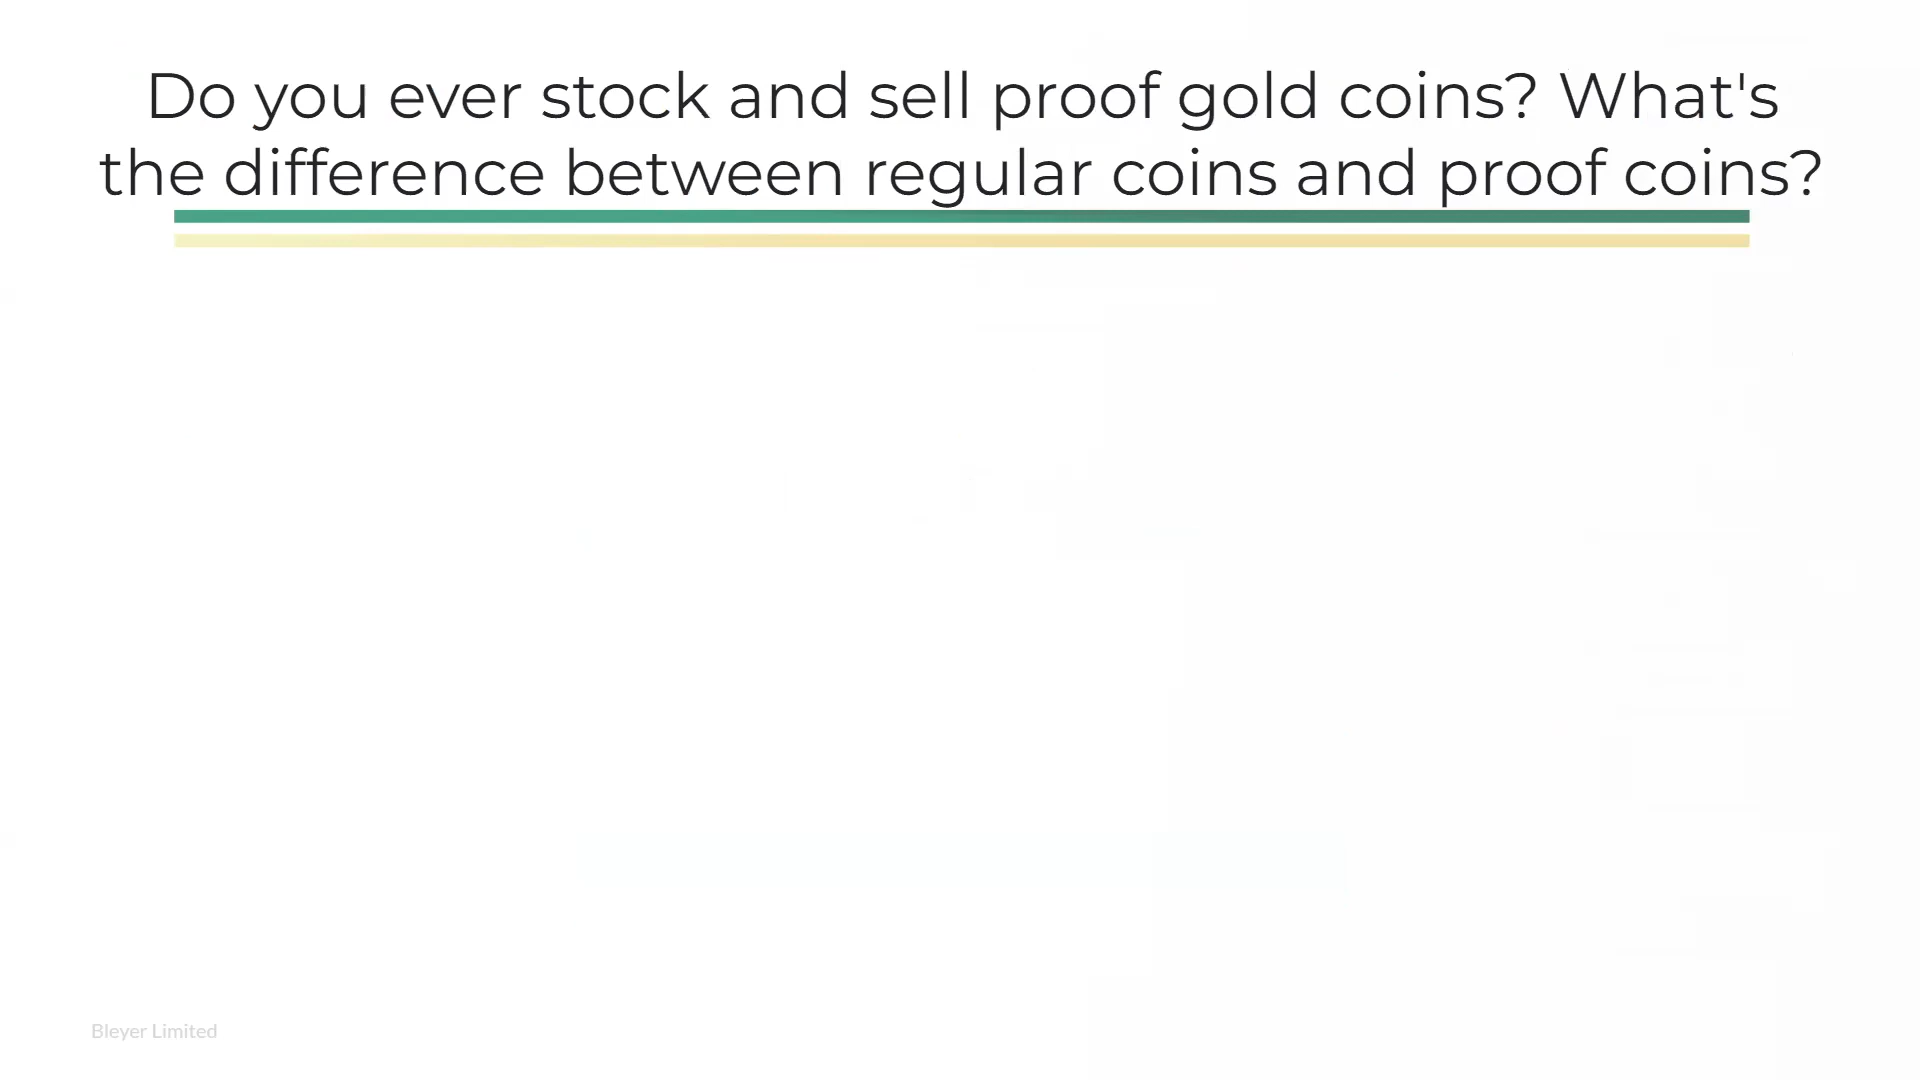 Do you ever stock and sell proof gold coins? What's
the difference between regular coins and proof coins?
Bleyer Limited